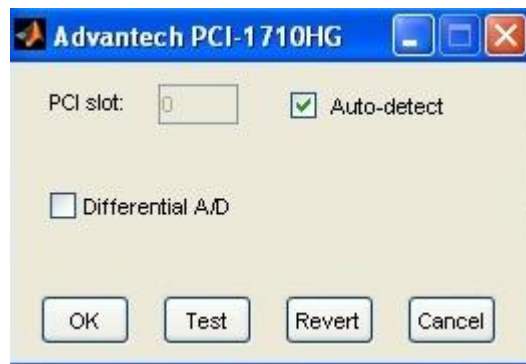 Advantech PCI-1710HG
PCI slot: 0 Auto-detect
Differential A/D
OK Test Revert Cancel